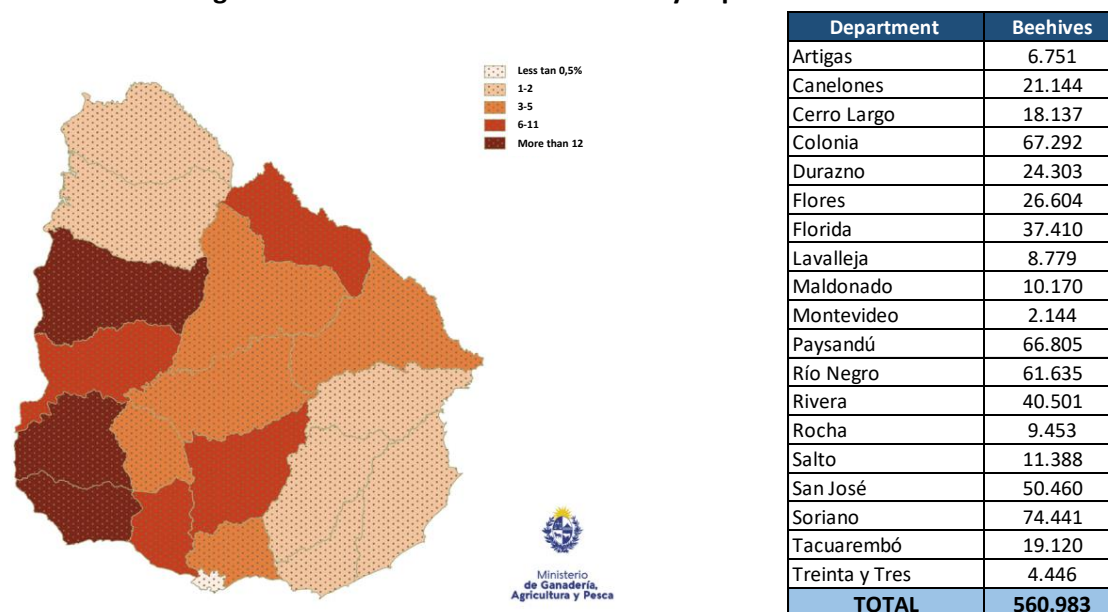 Less tan 0,5%
1-2
3-5
6-11
More than 12
Ministerio
de Ganadería,
Agricultura y Pesca
Department Beehives
Artigas 6.751
Canelones 21.144
Cerro Largo 18.137
Colonia 67.292
Durazno 24.303
Flores 26.604
Florida 37.410
Lavalleja 8.779
Maldonado 10.170
Montevideo 2.144
Paysandú 66.805
Río Negro 61.635
Rivera 40.501
Rocha 9.453
Salto 11.388
San José 50.460
Soriano 74.441
Tacuarembó 19.120
Treinta y Tres 4.446
TOTAL 560.983